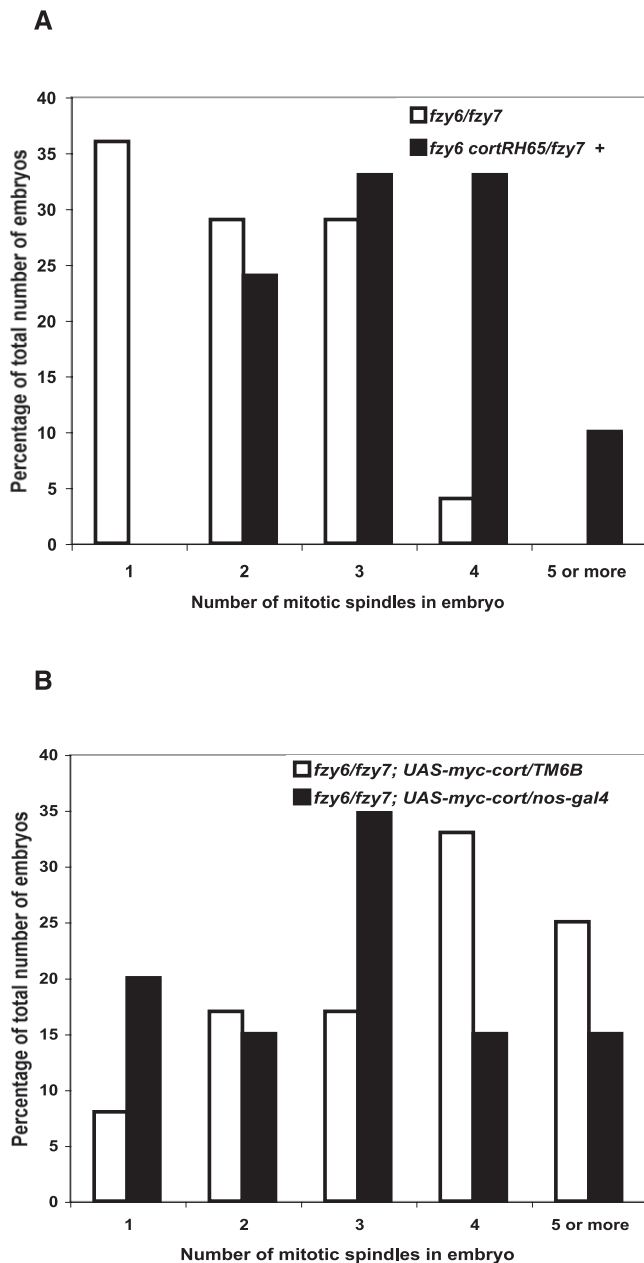 A
40
35
30
25
20
15
10
5
0
Percentage of total number of embryos
fzy6/fzy7
fzy6 cortRH65/fzy7 +
1 2 3 4 5 or more
Number of mitotic spindles in embryo
B
40
35
30
25
20
15
10
5
0
Percentage of total number of embryos
fzy6/fzy7; UAS-myc-cort/TM6B
fzy6/fzy7; UAS-myc-cort/nos-gal4
1 2 3 4 5 or more
Number of mitotic spindles in embryo